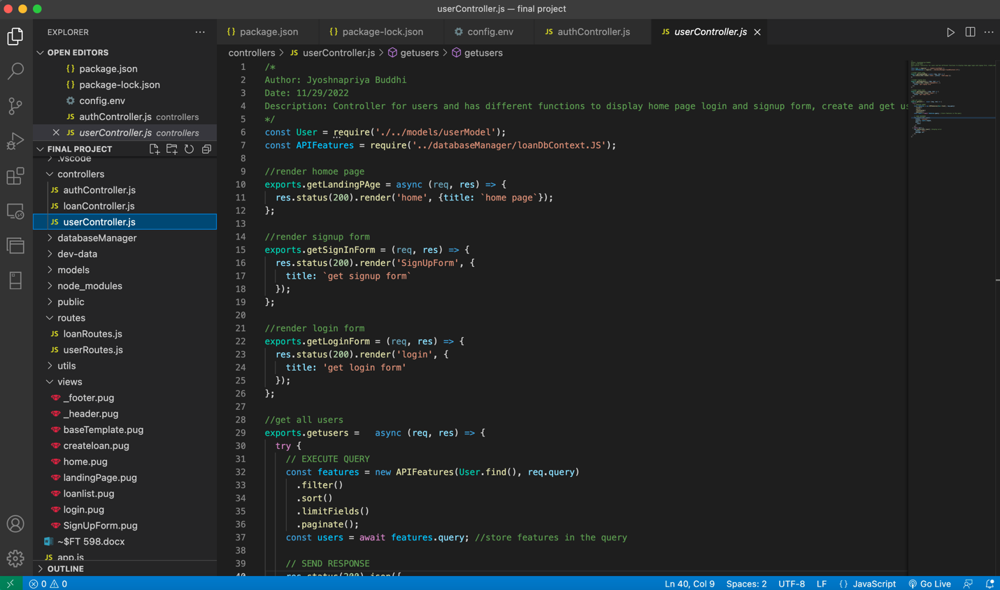 userController.js — final project
EXPLORER
OPEN EDITORS
{} package.json
{} package-lock.json
config.env
JS authController.js controllers
JS userController.js controllers
FINAL PROJECT
.vscode
controllers
JS authController.js
JS loanController.js
JS userController.js
databaseManager
dev-data
models
node_modules
public
routes
JS loanRoutes.js
JS userRoutes.js
utils
views
_footer.pug
_header.pug
baseTemplate.pug
createloan.pug
home.pug
landingPage.pug
loanlist.pug
login.pug
SignUpForm.pug
~$FT 598.docx
JS app.js
OUTLINE
{} package.json {} package-lock.json config.env JS authController.js JS userController.js
controllers > JS userController.js > getusers > getusers
1 /*
2 Author: Jyoshnapriya Buddhi
3 Date: 11/29/2022
4 Description: Controller for users and has different functions to display home page login and signup form, create and get us
5 */
6 const User = require('./../models/userModel');
7 const APIFeatures = require('../databaseManager/loanDbContext.JS');
8
9 //render homoe page
10 exports.getLandingPAge = async (req, res) => {
11 res.status(200).render('home', {title: `home page`});
12 };
13
14 //render signup form
15 exports.getSignInForm = (req, res) => {
16 res.status(200).render('SignUpForm', {
17 title: `get signup form`
18 });
19 };
20
21 //render login form
22 exports.getLoginForm = (req, res) => {
23 res.status(200).render('login', {
24 title: 'get login form'
25 });
26 };
27
28 //get all users
29 exports.getusers =   async (req, res) => {
30 try {
31 // EXECUTE QUERY
32 const features = new APIFeatures(User.find(), req.query)
33 .filter()
34 .sort()
35 .limitFields()
36 .paginate();
37 const users = await features.query; //store features in the query
38
39 // SEND RESPONSE
40 res.status(200).json({
0 0 Ln 40, Col 9 Spaces: 2 UTF-8 LF {} JavaScript Go Live